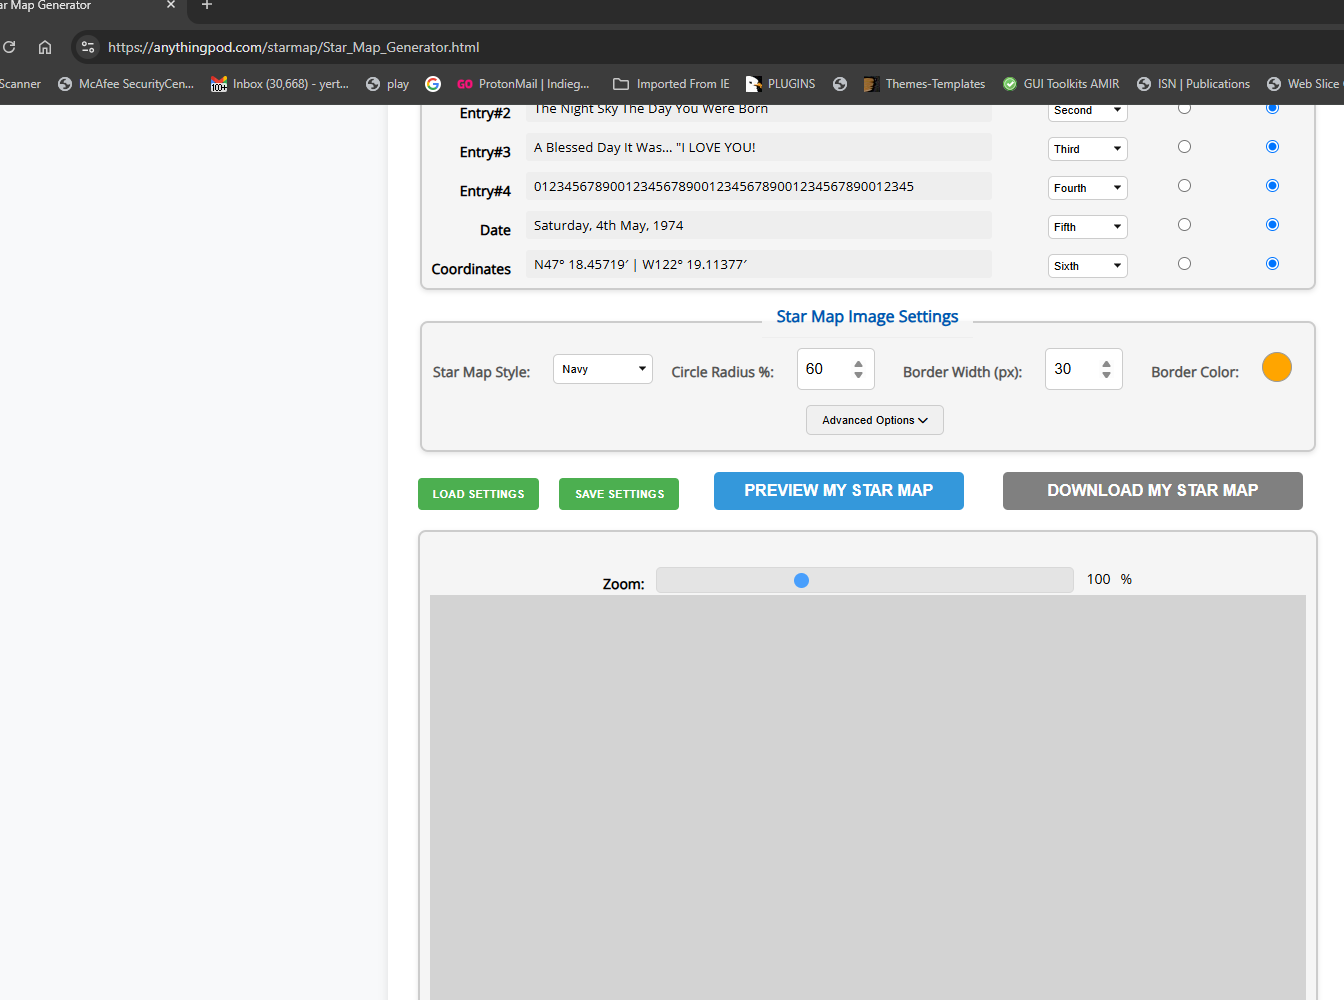 ar Map Generator
https://anythingpod.com/starmap/Star_Map_Generator.html
Scanner McAfee SecurityCen... 100+ Inbox (30,668) - yert... play GO ProtonMail | Indieg... Imported From IE PLUGINS Themes-Templates GUI Toolkits AMIR ISN | Publications Web Slice
Entry#2 The Night Sky The Day You Were Born Second
Entry#3 A Blessed Day It Was... "I LOVE YOU! Third
Entry#4 012345678900123456789001234567890012345678900​12345 Fourth
Date Saturday, 4th May, 1974 Fifth
Coordinates N47° 18.45719′ | W122° 19.11377′ Sixth
Star Map Image Settings
Star Map Style: Navy Circle Radius %: 60 Border Width (px): 30 Border Color:
Advanced Options
LOAD SETTINGS SAVE SETTINGS PREVIEW MY STAR MAP DOWNLOAD MY STAR MAP
Zoom: 100 %